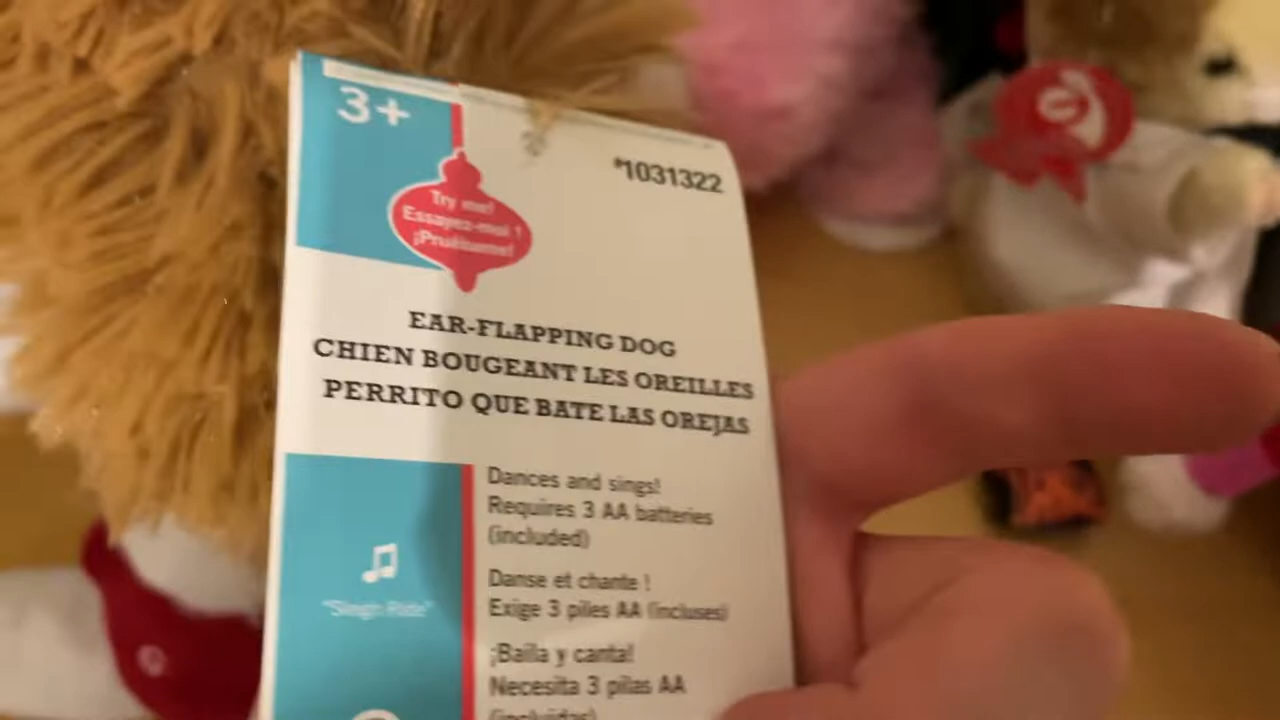 3+
*1031322
Try me!
Essayez-moi !
¡Pruébame!
EAR-FLAPPING DOG
CHIEN BOUGEANT LES OREILLES
PERRITO QUE BATE LAS OREJAS
Dances and sings!
Requires 3 AA batteries
(included)
"Sleigh Ride"
Danse et chante !
Exige 3 piles AA (incluses)
¡Baila y canta!
Necesita 3 pilas AA
(incluidas)